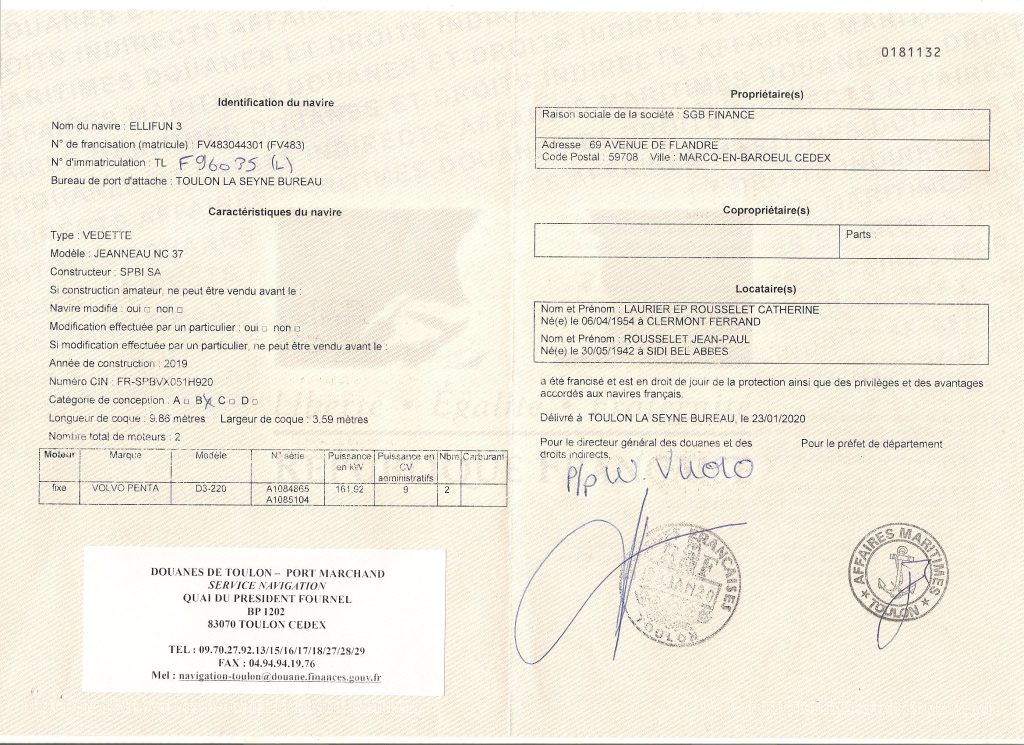 0181132
Identification du navire
Nom du navire : ELLIFUN 3
N° de francisation (matricule) : FV483044301 (FV483)
N° d'immatriculation : TL F96035 (L)
Bureau de port d'attache : TOULON LA SEYNE BUREAU
Caractéristiques du navire
Type : VEDETTE
Modèle : JEANNEAU NC 37
Constructeur : SPBI SA
Si construction amateur, ne peut être vendu avant le :
Navire modifié : oui □ non □
Modification effectuée par un particulier : oui □ non □
Si modification effectuée par un particulier, ne peut être vendu avant le :
Année de construction : 2019
Numéro CIN : FR-SPBVX051H920
Catégorie de conception : A □ B C □ D □
Longueur de coque : 9.86 mètres Largeur de coque : 3.59 mètres
Nombre total de moteurs : 2
Moteur Marque Modèle N° série Puissance en kW Puissance en CV administratifs Nbre Carburant
fixe VOLVO PENTA D3-220 A1084865 161.92 9 2
A1085104
DOUANES DE TOULON – PORT MARCHAND
SERVICE NAVIGATION
QUAI DU PRESIDENT FOURNEL
BP 1202
83070 TOULON CEDEX
TEL : 09.70.27.92.13/15/16/17/18/27/28/29
FAX : 04.94.94.19.76
Mel : navigation-toulon@douane.finances.gouv.fr
Propriétaire(s)
Raison sociale de la société : SGB FINANCE
Adresse : 69 AVENUE DE FLANDRE
Code Postal : 59708 Ville : MARCQ-EN-BAROEUL CEDEX
Copropriétaire(s)
Parts :
Locataire(s)
Nom et Prénom : LAURIER EP ROUSSELET CATHERINE
Né(e) le 06/04/1954 à CLERMONT FERRAND
Nom et Prénom : ROUSSELET JEAN-PAUL
Né(e) le 30/05/1942 à SIDI BEL ABBES
a été francisé et est en droit de jouir de la protection ainsi que des privilèges et des avantages
accordés aux navires français.
Délivré à TOULON LA SEYNE BUREAU, le 23/01/2020
Pour le directeur général des douanes et des
droits indirects,
Pour le préfet de département
P/p W. VUOLO
FRANÇAISES
JAN 20
AFFAIRES MARITIMES
TOULON